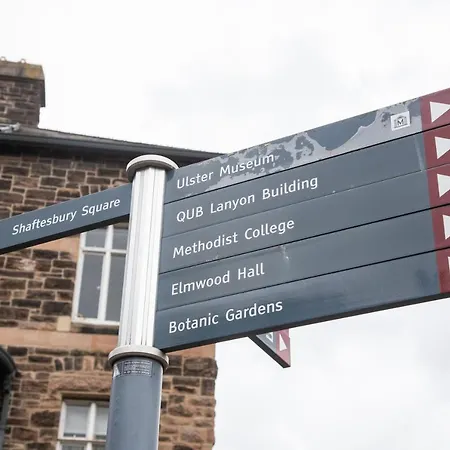 Shaftesbury Square
Ulster Museum
QUB Lanyon Building
Methodist College
Elmwood Hall
Botanic Gardens